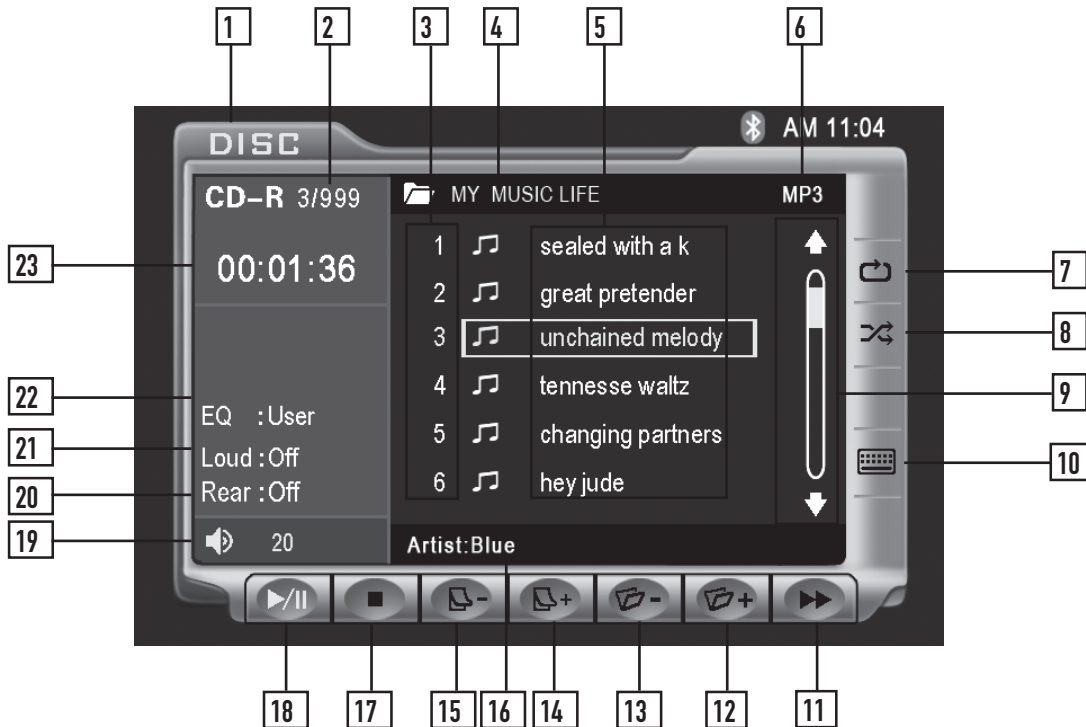 1 2 3 4 5 6
DISC AM 11:04
CD-R 3/999 MY MUSIC LIFE MP3
23 00:01:36
1 sealed with a k
2 great pretender
3 unchained melody
4 tennesse waltz
5 changing partners
6 hey jude
7
8
9
10
22 EQ :User
21 Loud :Off
20 Rear :Off
19 20
Artist:Blue
- + - +
18 17 15 16 14 13 12 11